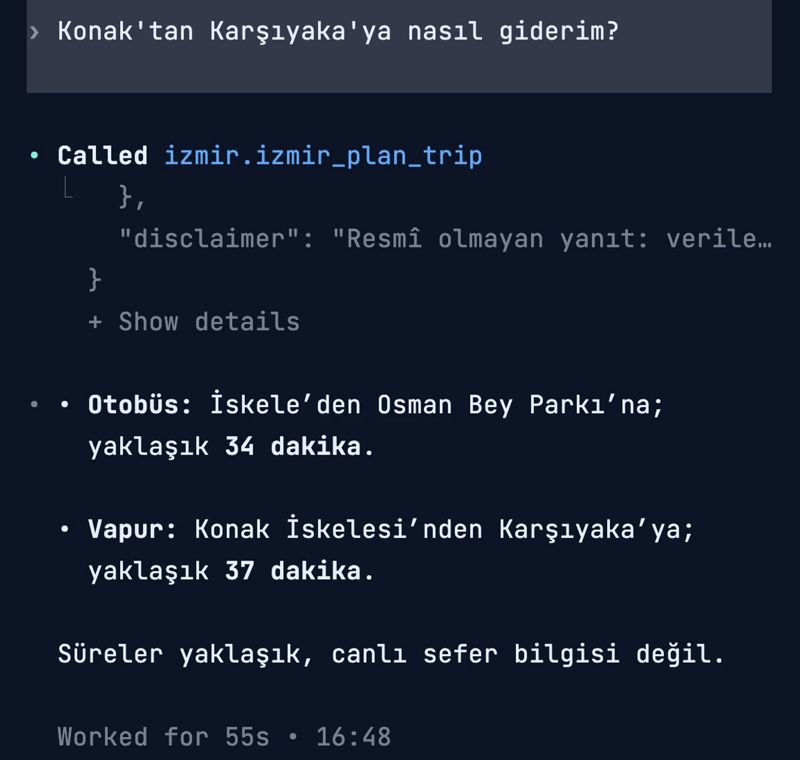 › Konak'tan Karşıyaka'ya nasıl giderim?
• Called izmir.izmir_plan_trip
└ },
"disclaimer": "Resmî olmayan yanıt: verile…
}
+ Show details
• • Otobüs: İskele’den Osman Bey Parkı’na;
yaklaşık 34 dakika.
• Vapur: Konak İskelesi’nden Karşıyaka’ya;
yaklaşık 37 dakika.
Süreler yaklaşık, canlı sefer bilgisi değil.
Worked for 55s • 16:48